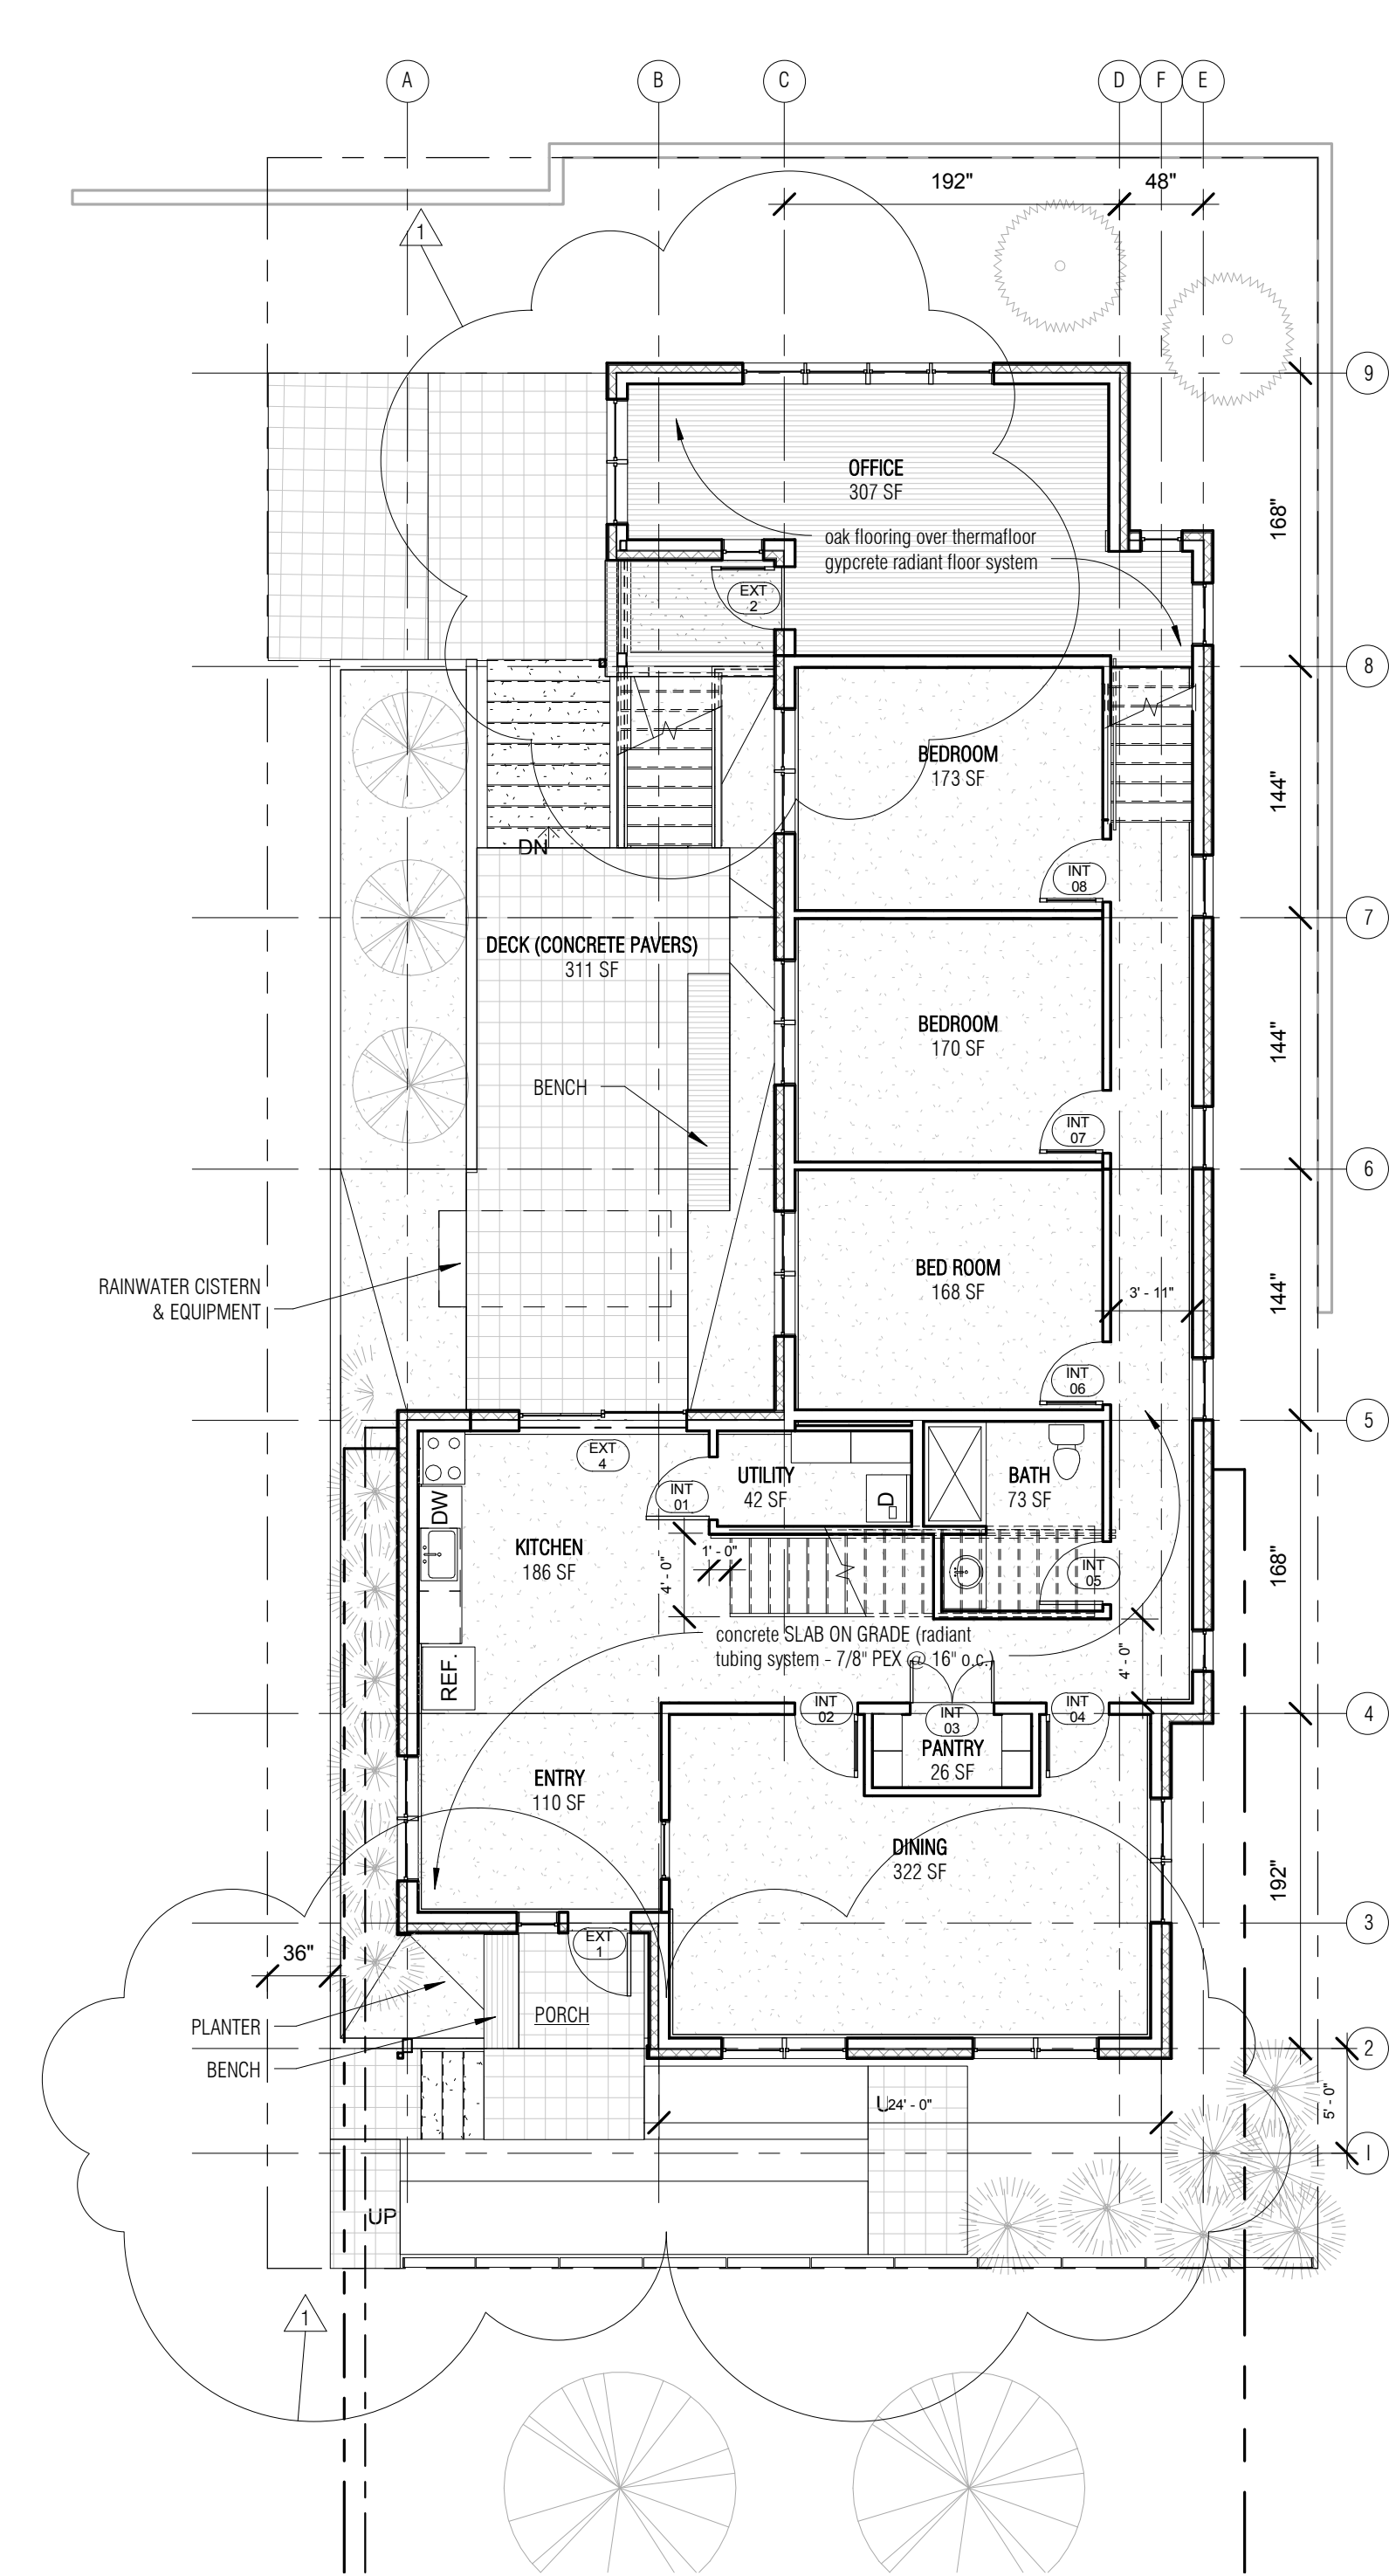 A
B
C
D
F
E
192"
48"
1
9
OFFICE
307 SF
168"
oak flooring over thermafloor
gypcrete radiant floor system
EXT
2
8
BEDROOM
173 SF
144"
DN
INT
08
7
DECK (CONCRETE PAVERS)
311 SF
BEDROOM
170 SF
144"
BENCH
INT
07
6
BED ROOM
168 SF
RAINWATER CISTERN
& EQUIPMENT
3' - 11"
144"
INT
06
5
EXT
4
UTILITY
42 SF
BATH
73 SF
DW
INT
01
D
KITCHEN
186 SF
1' - 0"
4' - 0"
INT
05
168"
concrete SLAB ON GRADE (radiant
tubing system - 7/8" PEX @ 16" o.c.)
REF.
4' - 0"
INT
02
INT
03
INT
04
4
PANTRY
26 SF
ENTRY
110 SF
DINING
322 SF
192"
3
EXT
1
36"
PORCH
PLANTER
BENCH
2
U
24' - 0"
5' - 0"
1
UP
1